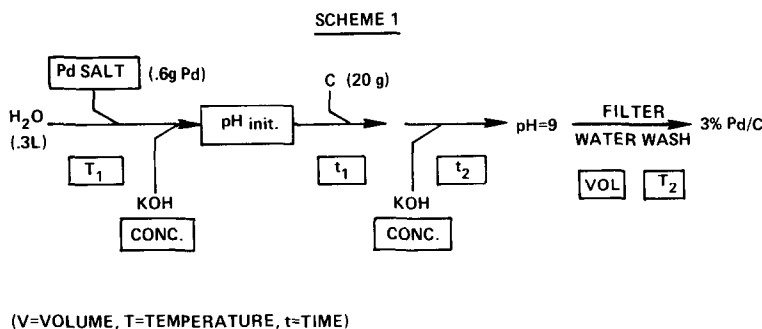 SCHEME 1
Pd SALT (.6g Pd)
C (20 g)
H₂O
(.3L)
pH init.
pH=9
FILTER
WATER WASH
3% Pd/C
T₁
t₁
t₂
VOL
T₂
KOH
KOH
CONC.
CONC.
(V=VOLUME, T=TEMPERATURE, t=TIME)